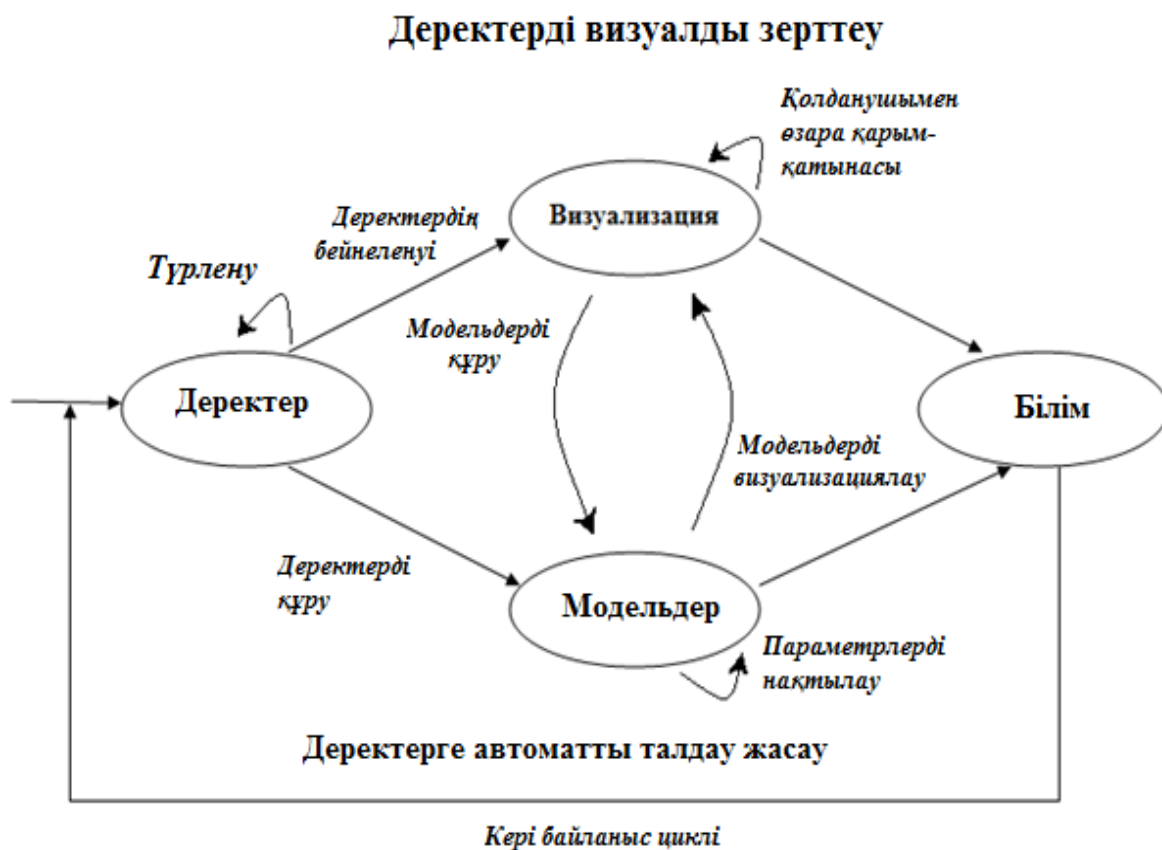 Деректерді визуалды зерттеу
Қолданушымен
өзара қарым-
қатынасы
Визуализация
Деректердің
бейнеленуі
Түрлену
Модельдерді
құру
Деректер
Білім
Модельдерді
визуализациялау
Деректерді
құру
Модельдер
Параметрлерді
нақтылау
Деректерге автоматты талдау жасау
Кері байланыс циклі